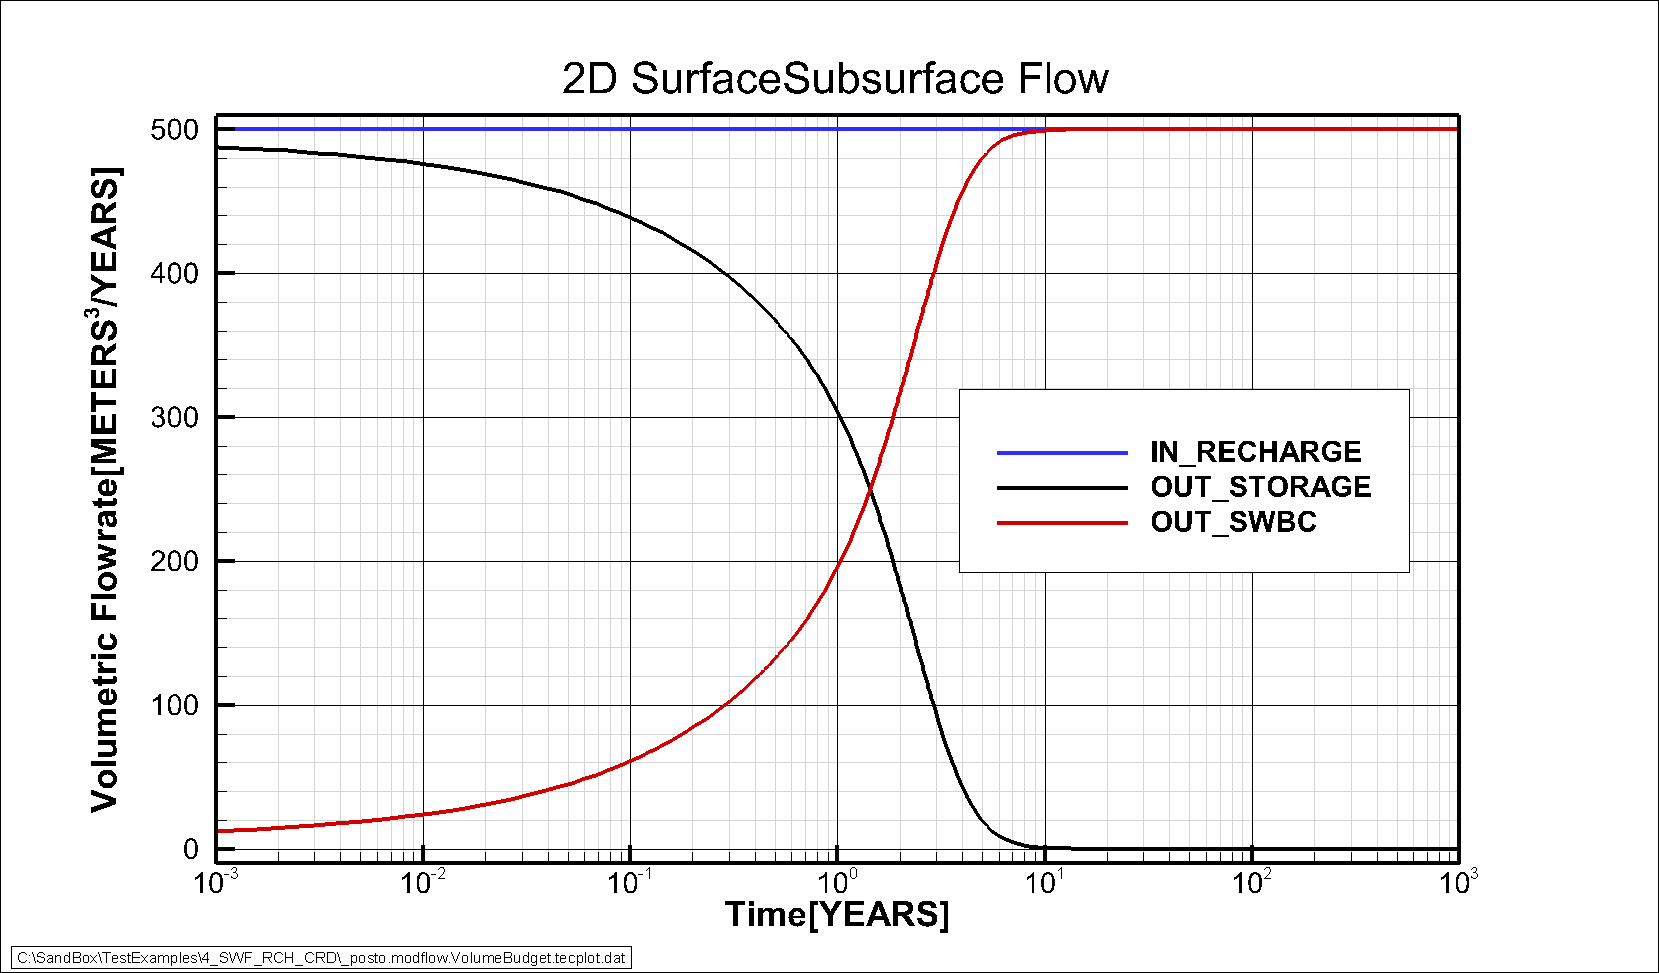 2D SurfaceSubsurface Flow
Volumetric Flowrate[METERS³/YEARS]
500
400
300
200
100
0
IN_RECHARGE
OUT_STORAGE
OUT_SWBC
10⁻³ 10⁻² 10⁻¹ 10⁰ 10¹ 10² 10³
Time[YEARS]
C:\SandBox\TestExamples\4_SWF_RCH_CRD\_posto.modflow.VolumeBudget.tecplot.dat